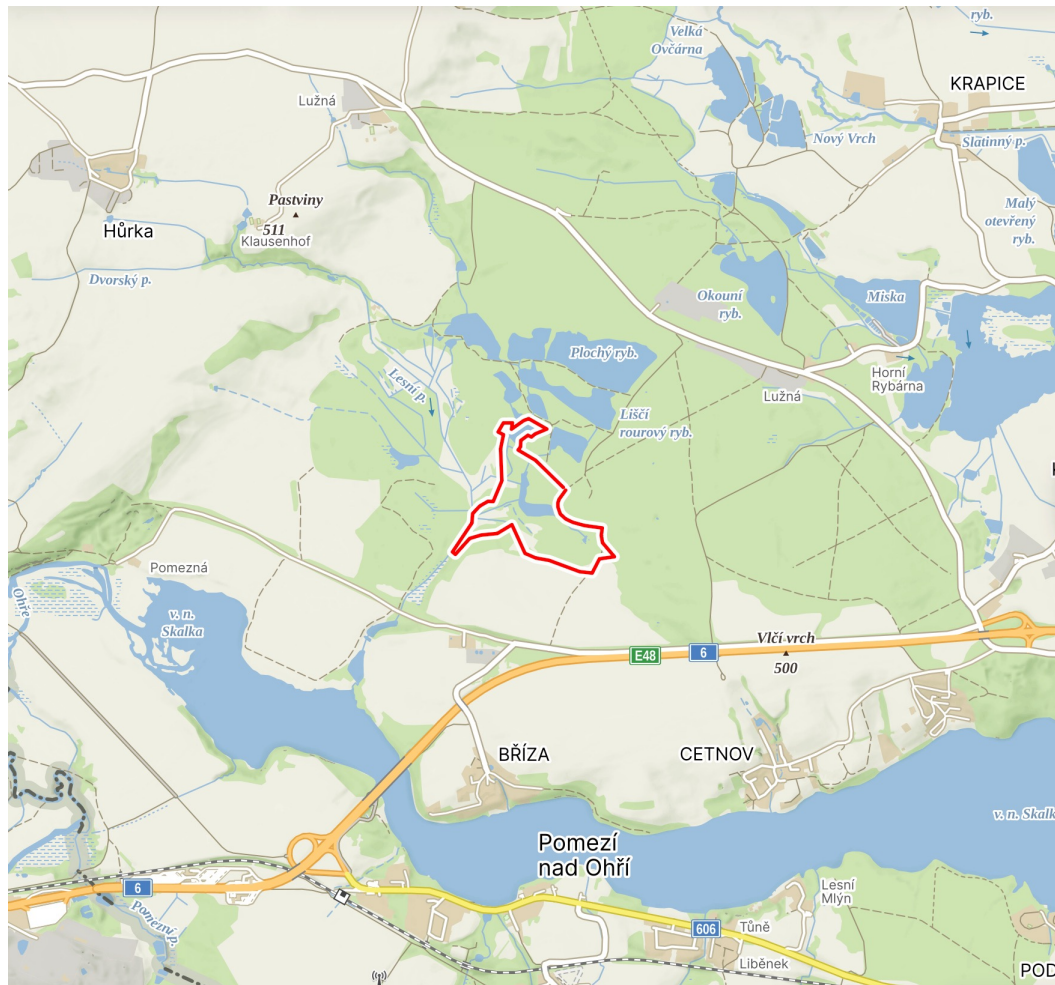 ryb.
Velká
Ovčárna
KRAPICE
Lužná
Nový Vrch
Slatinný p.
Pastviny
511
Klausenhof
Hůrka
Malý
otevřený
ryb.
Dvorský p.
Okouní
ryb.
Miska
Plochý ryb.
Horní
Rybárna
Lesní p.
Lužná
Liščí
rourový ryb.
Pomezná
Ohře
v. n.
Skalka
Vlčí vrch
500
E48
6
BŘÍZA
CETNOV
v. n. Skalk
Pomezí
nad Ohří
6
Pomezní p.
Lesní
Mlýn
606
Tůně
Liběnek
POD